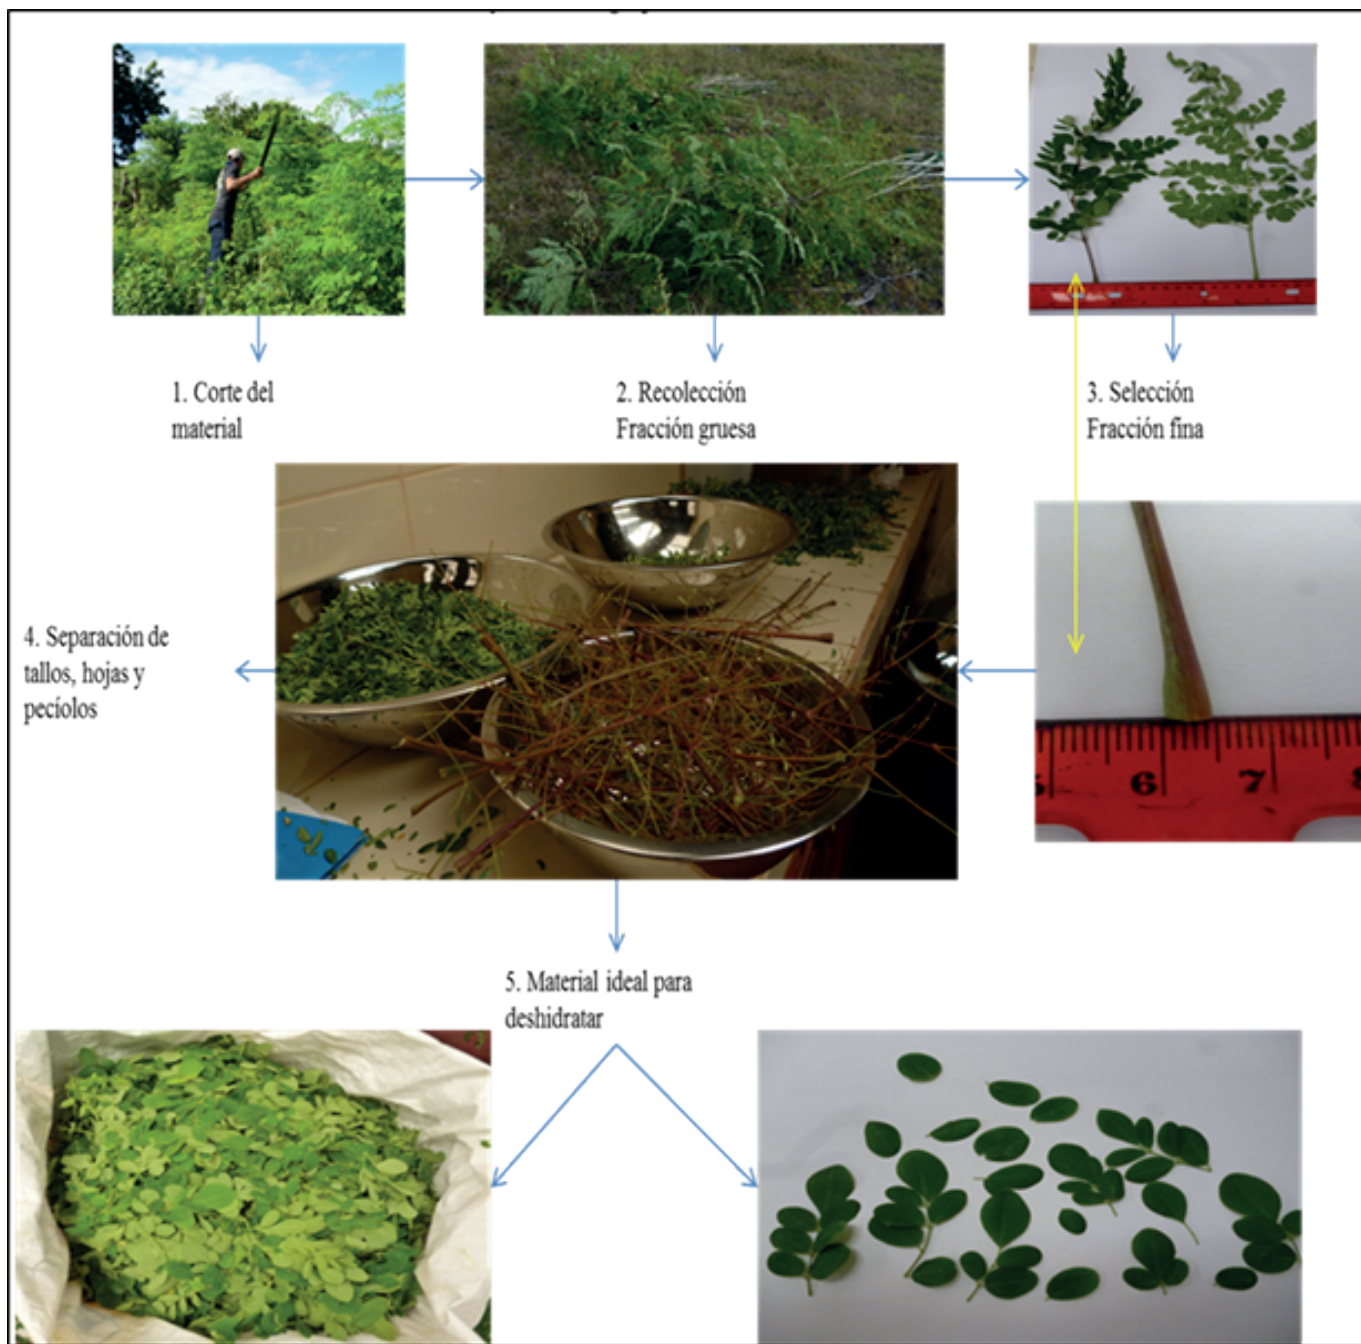 1. Corte del
material
2. Recolección
Fracción gruesa
3. Selección
Fracción fina
4. Separación de
tallos, hojas y
pecíolos
6
7
5. Material ideal para
deshidratar